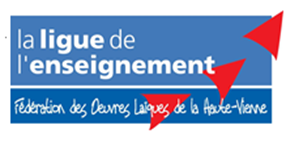 la ligue de
l'enseignement
Fédération des Oeuvres Laïques de la Haute-Vienne